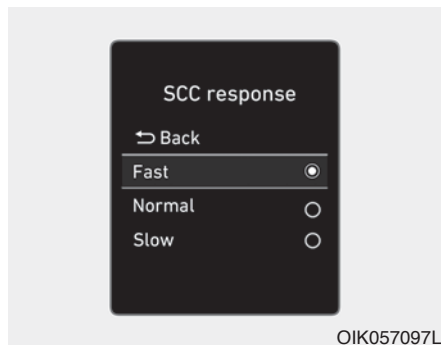 SCC response
Back
Fast
Normal
Slow
OIK057097L